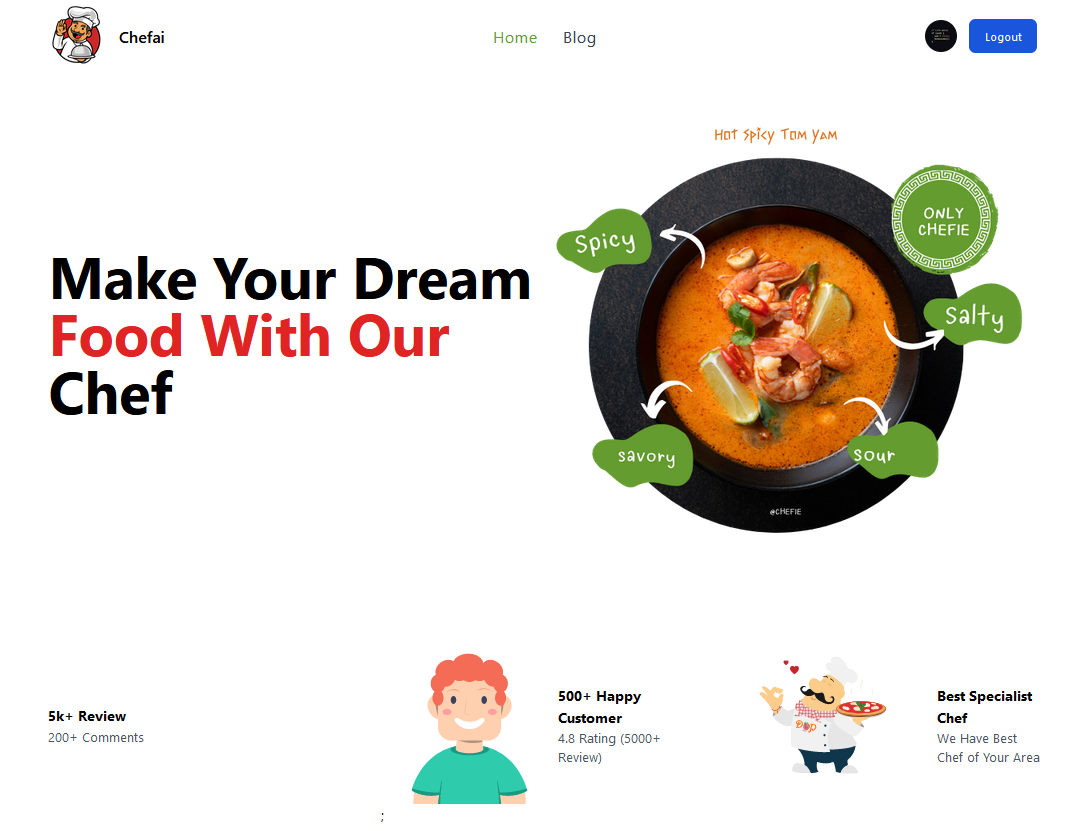 Chefai
Home
Blog
Logout
Hot Spicy Tom Yam
ONLY
CHEFIE
Spicy
Salty
savory
sour
@CHEFIE
Make Your Dream
Food With Our
Chef
5k+ Review
200+ Comments
500+ Happy
Customer
4.8 Rating (5000+
Review)
Best Specialist
Chef
We Have Best
Chef of Your Area
;